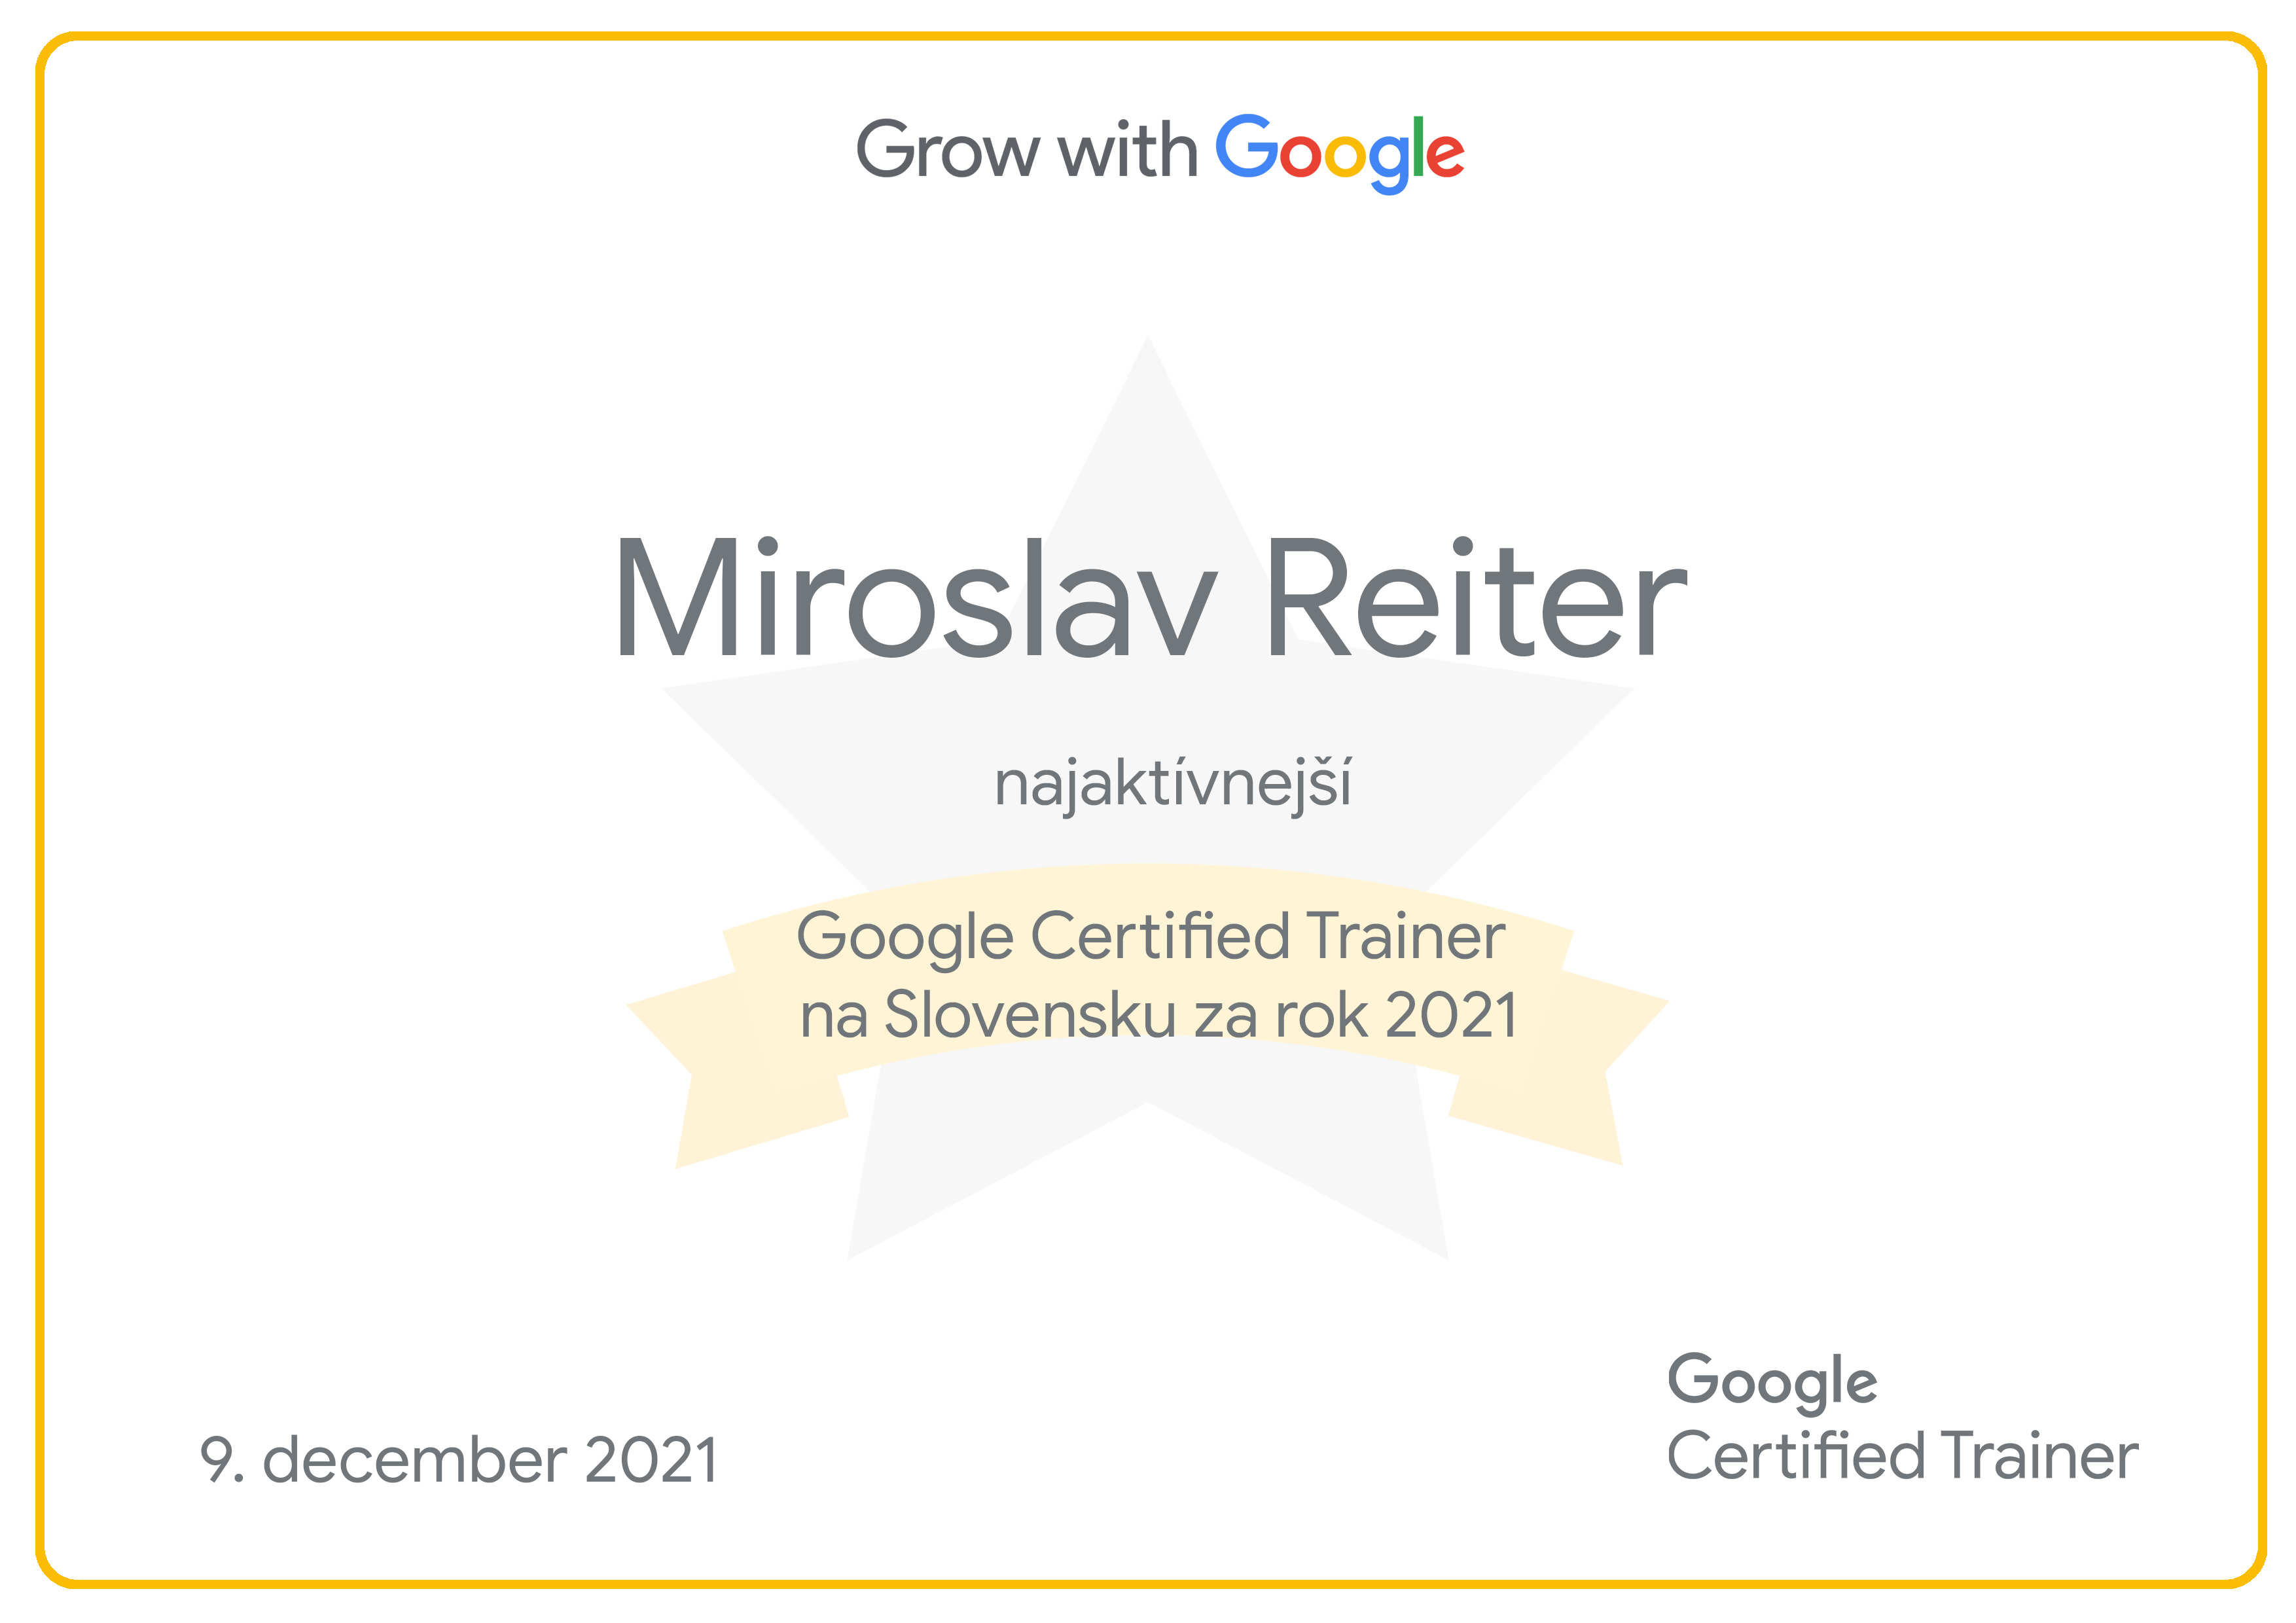 Grow with Google
Miroslav Reiter
najaktívnejší
Google Certified Trainer
na Slovensku za rok 2021
9. december 2021
Google
Certified Trainer